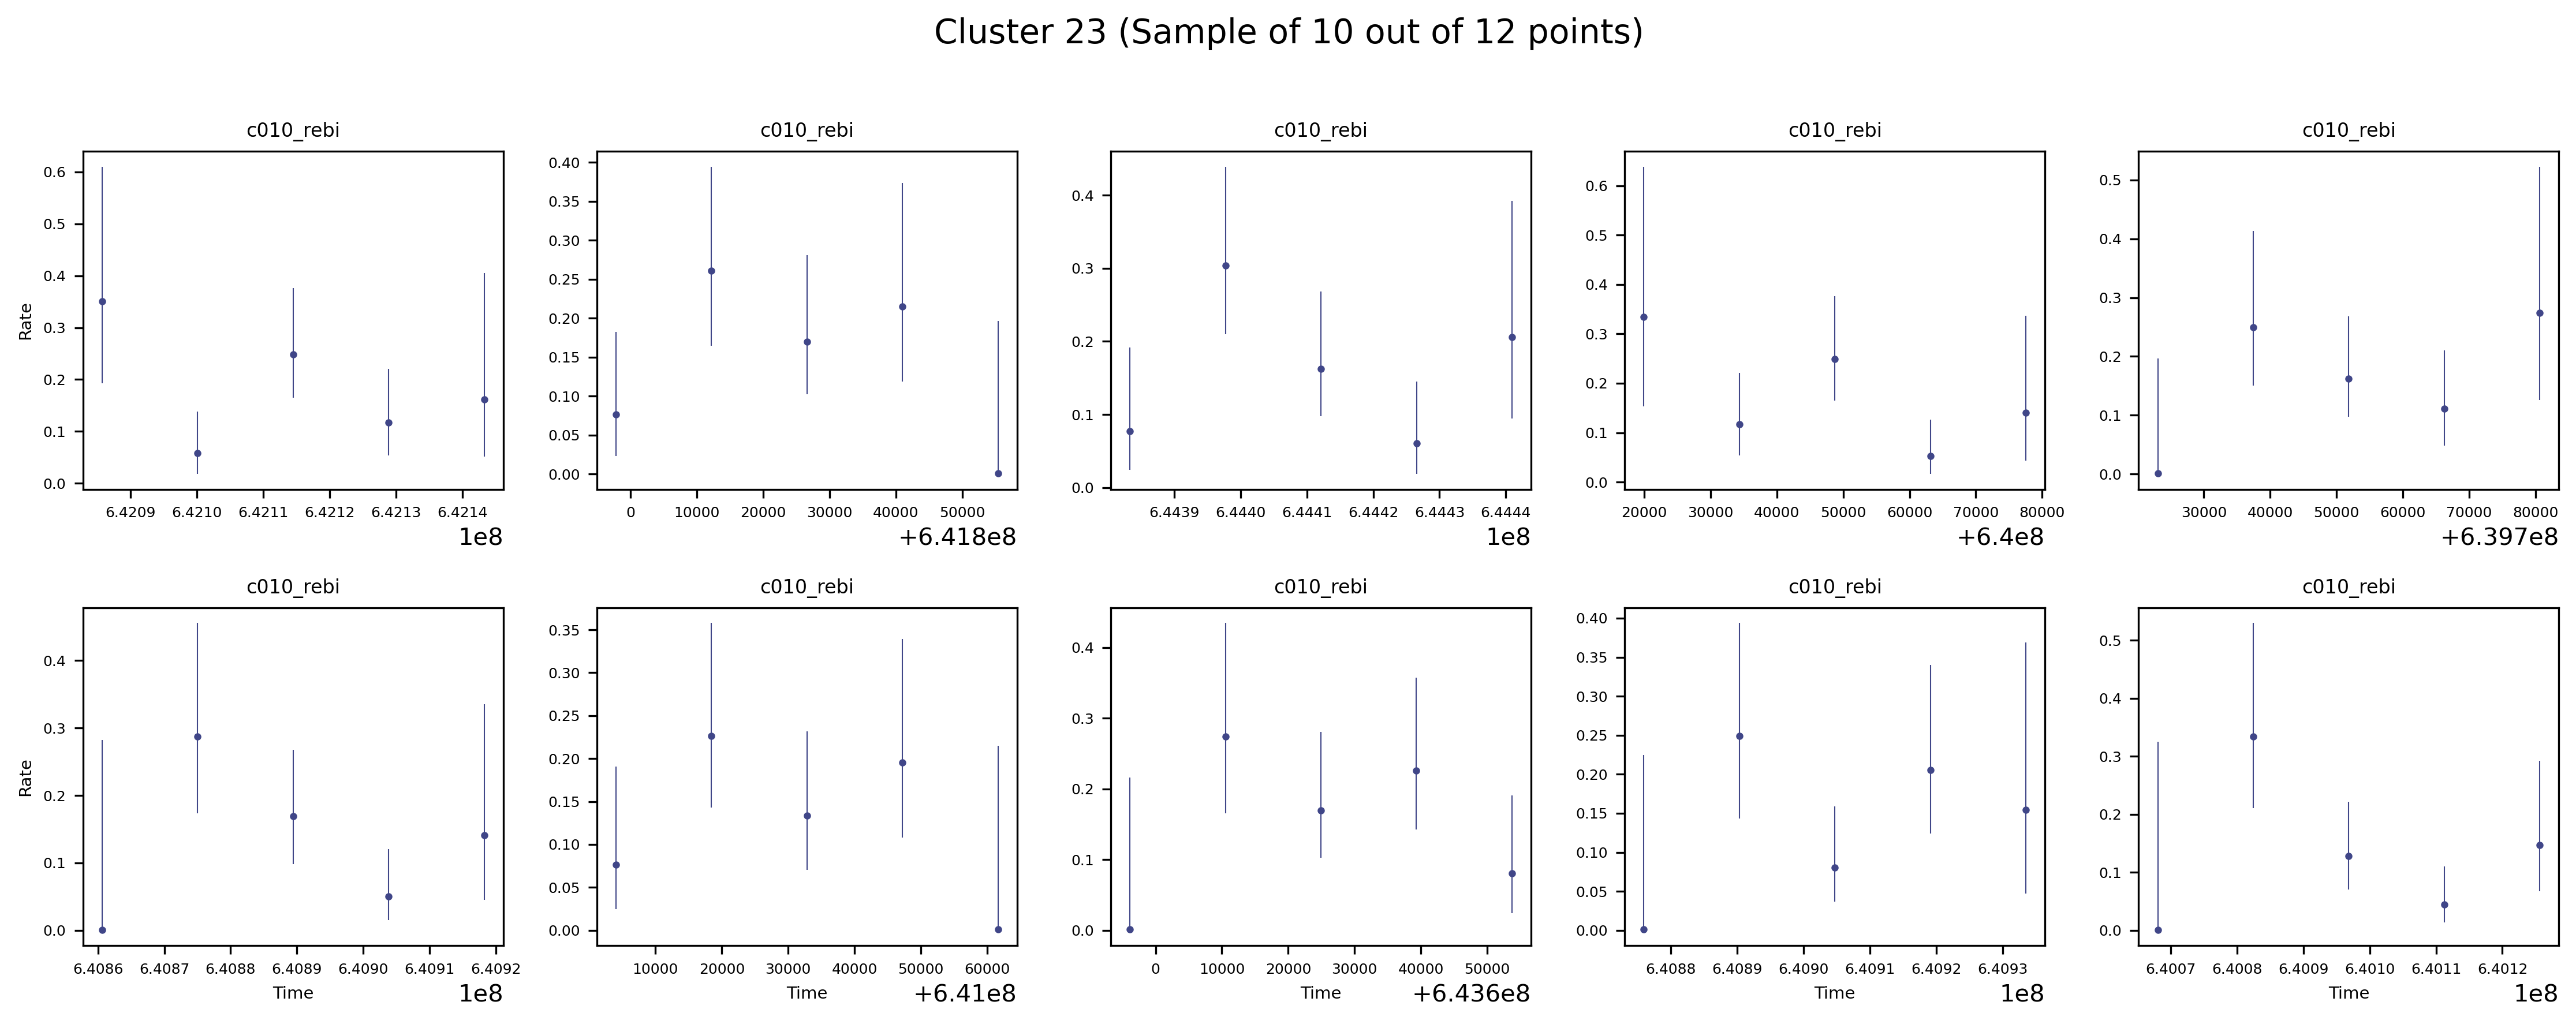 Cluster 23 (Sample of 10 out of 12 points)
c010_rebi c010_rebi c010_rebi c010_rebi c010_rebi
Rate
0.6
0.5
0.4
0.3
0.2
0.1
0.0
6.4209 6.4210 6.4211 6.4212 6.4213 6.4214
1e8
0.40
0.35
0.30
0.25
0.20
0.15
0.10
0.05
0.00
0 10000 20000 30000 40000 50000
+6.418e8
0.4
0.3
0.2
0.1
0.0
6.4439 6.4440 6.4441 6.4442 6.4443 6.4444
1e8
0.6
0.5
0.4
0.3
0.2
0.1
0.0
20000 30000 40000 50000 60000 70000 80000
+6.4e8
0.5
0.4
0.3
0.2
0.1
0.0
30000 40000 50000 60000 70000 80000
+6.397e8
c010_rebi c010_rebi c010_rebi c010_rebi c010_rebi
Rate
0.4
0.3
0.2
0.1
0.0
6.4086 6.4087 6.4088 6.4089 6.4090 6.4091 6.4092
Time 1e8
0.35
0.30
0.25
0.20
0.15
0.10
0.05
0.00
10000 20000 30000 40000 50000 60000
Time +6.41e8
0.4
0.3
0.2
0.1
0.0
0 10000 20000 30000 40000 50000
Time +6.436e8
0.40
0.35
0.30
0.25
0.20
0.15
0.10
0.05
0.00
6.4088 6.4089 6.4090 6.4091 6.4092 6.4093
Time 1e8
0.5
0.4
0.3
0.2
0.1
0.0
6.4007 6.4008 6.4009 6.4010 6.4011 6.4012
Time 1e8